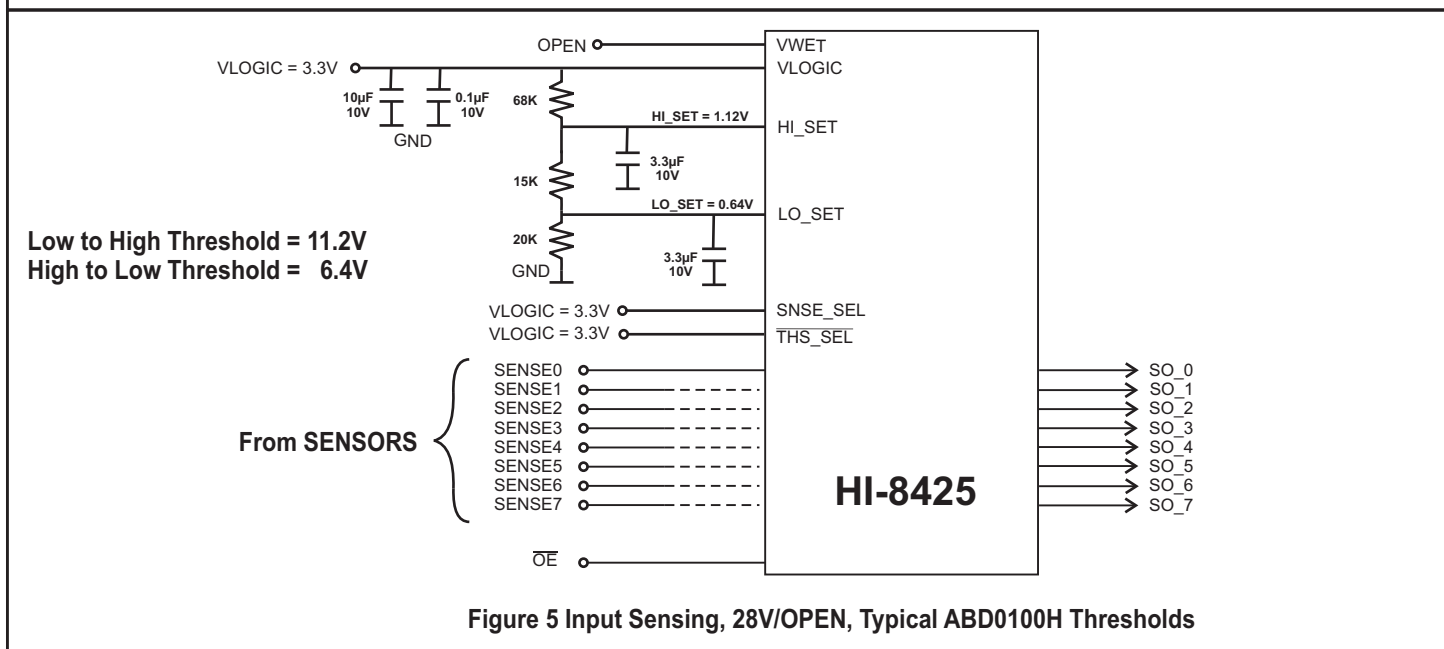 OPEN
VWET
VLOGIC = 3.3V
VLOGIC
10µF
10V
0.1µF
10V
GND
68K
HI_SET = 1.12V
HI_SET
3.3µF
10V
15K
LO_SET = 0.64V
LO_SET
20K
GND
3.3µF
10V
Low to High Threshold = 11.2V
High to Low Threshold = 6.4V
VLOGIC = 3.3V
SNSE_SEL
VLOGIC = 3.3V
THS_SEL
From SENSORS
SENSE0
SENSE1
SENSE2
SENSE3
SENSE4
SENSE5
SENSE6
SENSE7
HI-8425
SO_0
SO_1
SO_2
SO_3
SO_4
SO_5
SO_6
SO_7
OE
Figure 5 Input Sensing, 28V/OPEN, Typical ABD0100H Thresholds